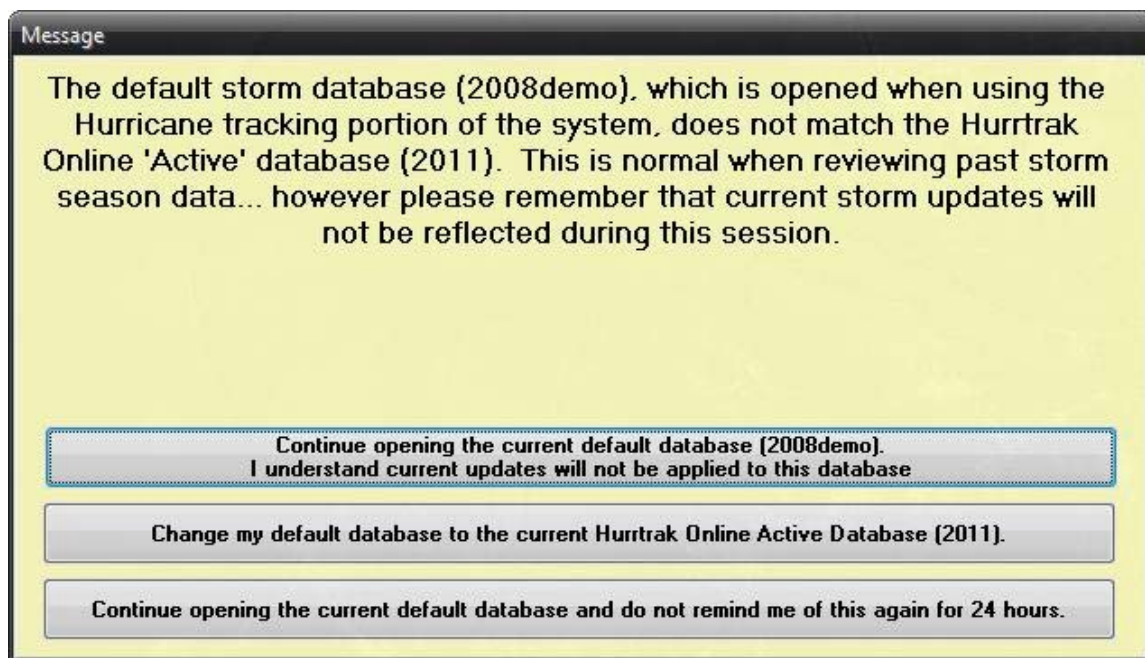 Message
The default storm database (2008demo), which is opened when using the
Hurricane tracking portion of the system, does not match the Hurrtrak
Online 'Active' database (2011).  This is normal when reviewing past storm
season data... however please remember that current storm updates will
not be reflected during this session.
Continue opening the current default database (2008demo).
I understand current updates will not be applied to this database
Change my default database to the current Hurrtrak Online Active Database (2011).
Continue opening the current default database and do not remind me of this again for 24 hours.